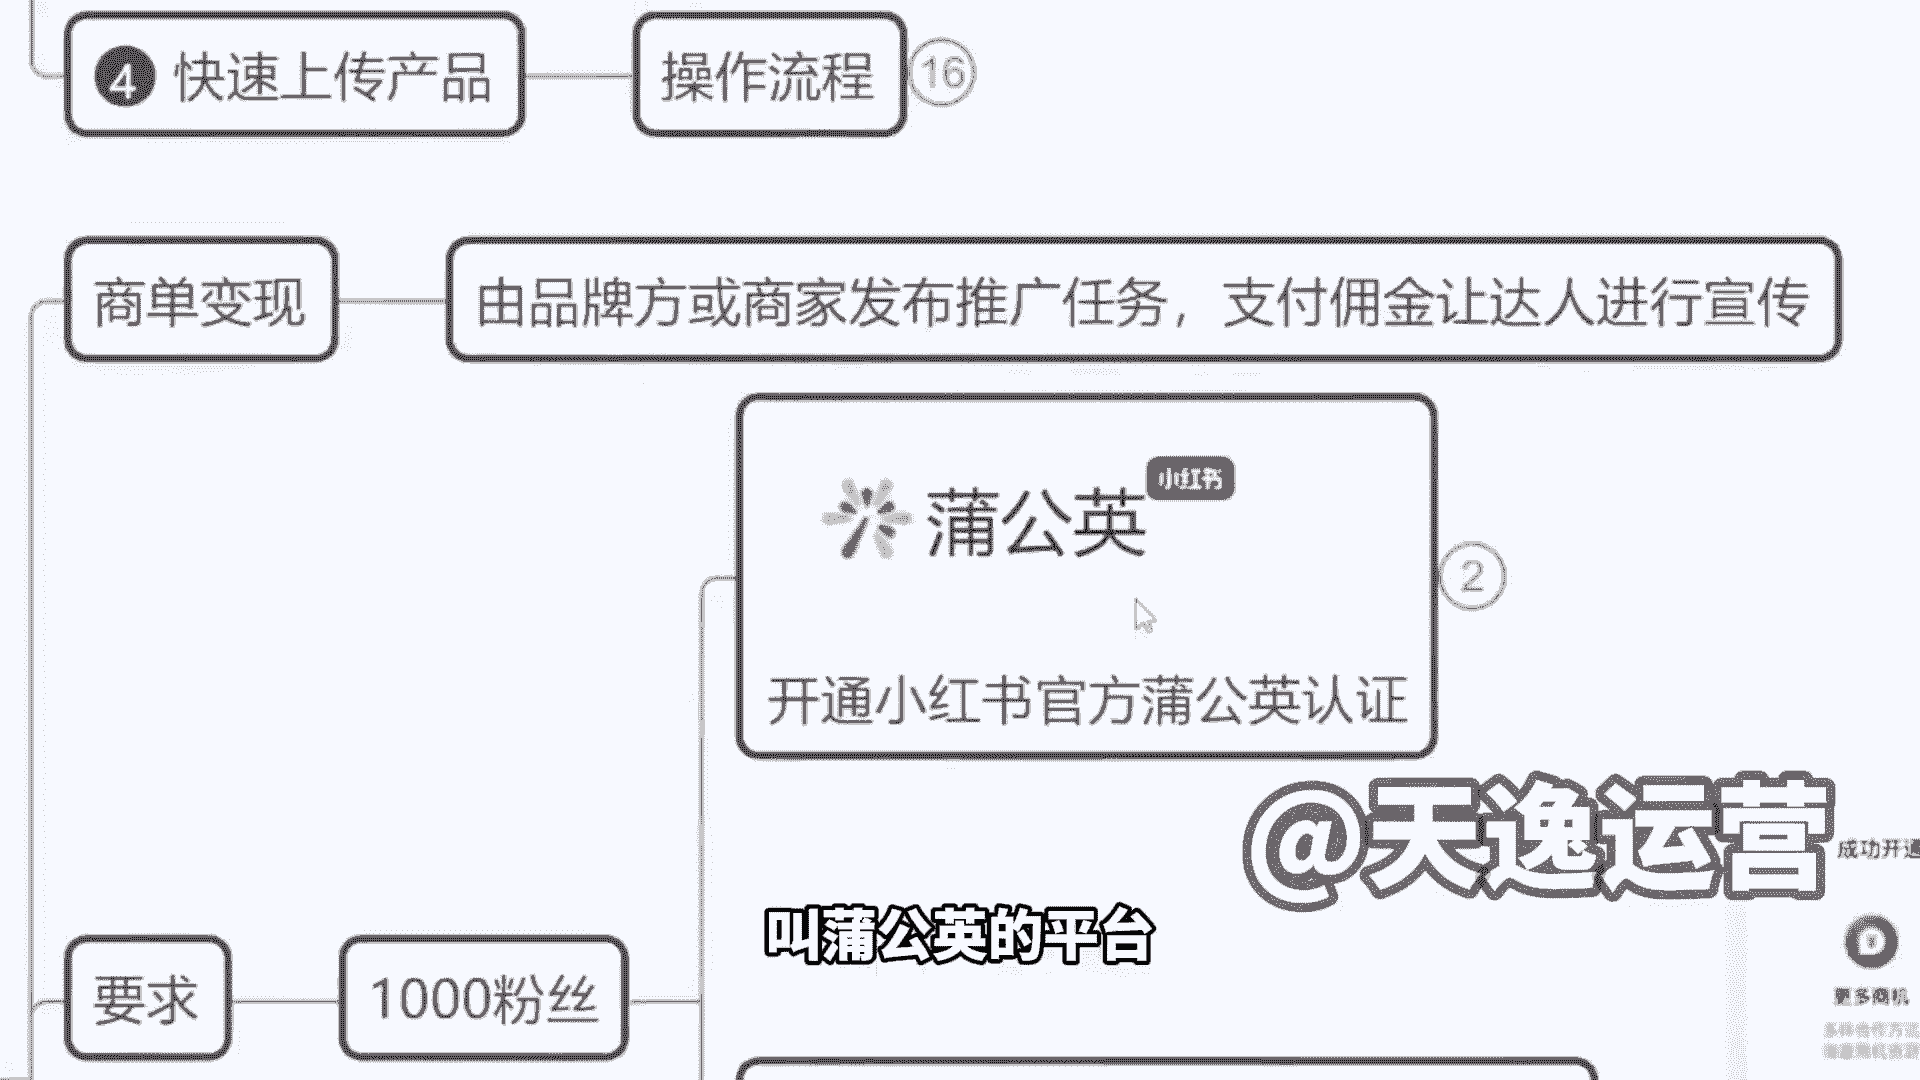 4 快速上传产品
操作流程
16
商单变现
由品牌方或商家发布推广任务，支付佣金让达人进行宣传
蒲公英
小红书
2
开通小红书官方蒲公英认证
@天逸运营
成功开通
叫蒲公英的平台
要求
1000粉丝
更多商机